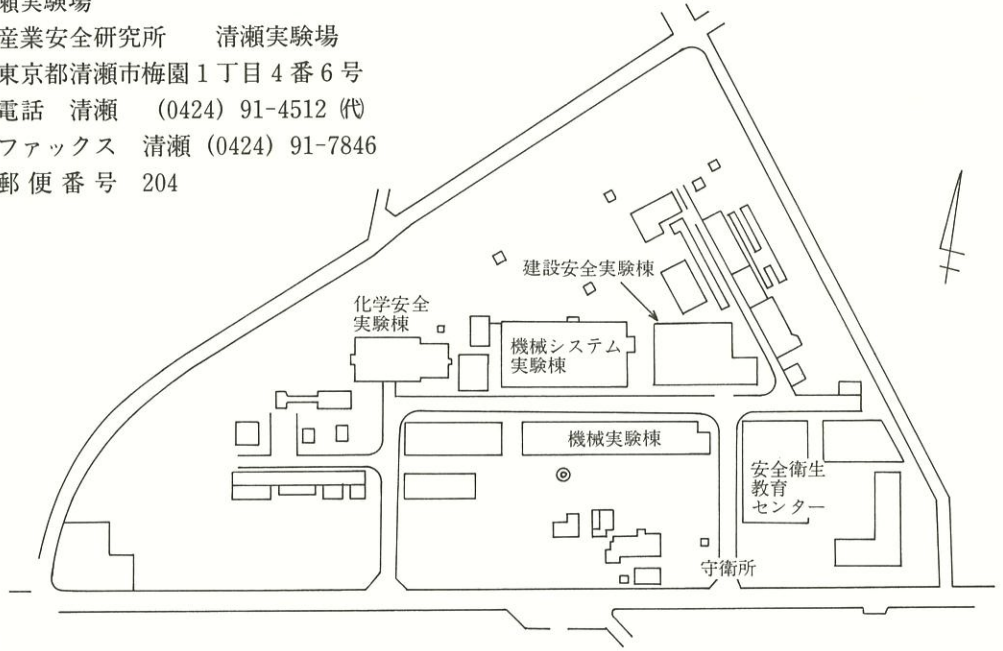 瀬実験場
産業安全研究所　清瀬実験場
東京都清瀬市梅園1丁目4番6号
電話　清瀬　(0424) 91-4512 ㈹
ファックス　清瀬 (0424) 91-7846
郵便番号　204
建設安全実験棟
化学安全
実験棟
機械システム
実験棟
機械実験棟
安全衛生
教育
センター
守衛所